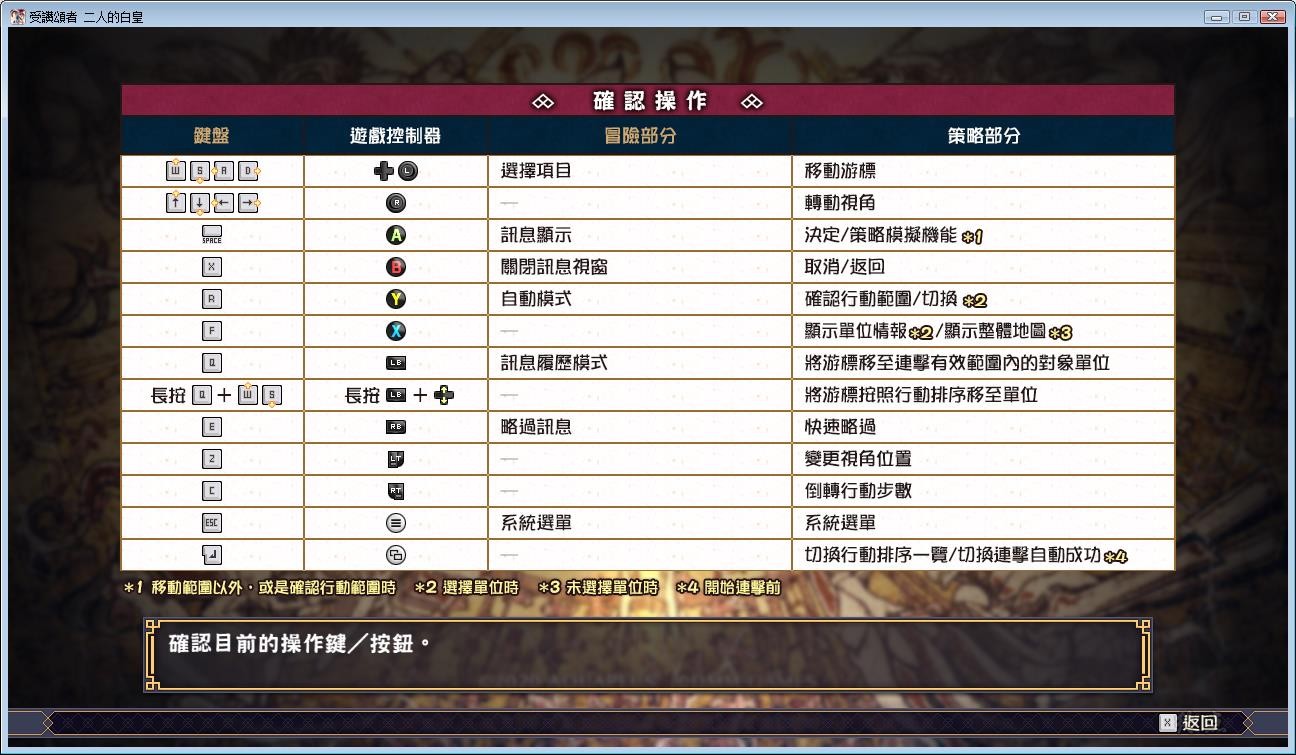 受讃頌者 二人的白皇
確認操作
鍵盤 遊戲控制器 冒險部分 策略部分
W S A D L 選擇項目 移動游標
↑ ↓ ← → R — 轉動視角
SPACE A 訊息顯示 決定/策略模擬機能 *1
X B 關閉訊息視窗 取消/返回
R Y 自動模式 確認行動範圍/切換 *2
F X — 顯示單位情報*2/顯示整體地圖*3
Q LB 訊息履歷模式 將游標移至連擊有效範圍內的對象單位
長按 Q + W S 長按 LB + — 將游標按照行動排序移至單位
E RB 略過訊息 快速略過
Z LT — 變更視角位置
C RT — 倒轉行動步數
ESC 系統選單 系統選單
— 切換行動排序一覽/切換連擊自動成功*4
*1 移動範圍以外・或是確認行動範圍時 *2 選擇單位時 *3 未選擇單位時 *4 開始連擊前
確認目前的操作鍵／按鈕。
X 返回